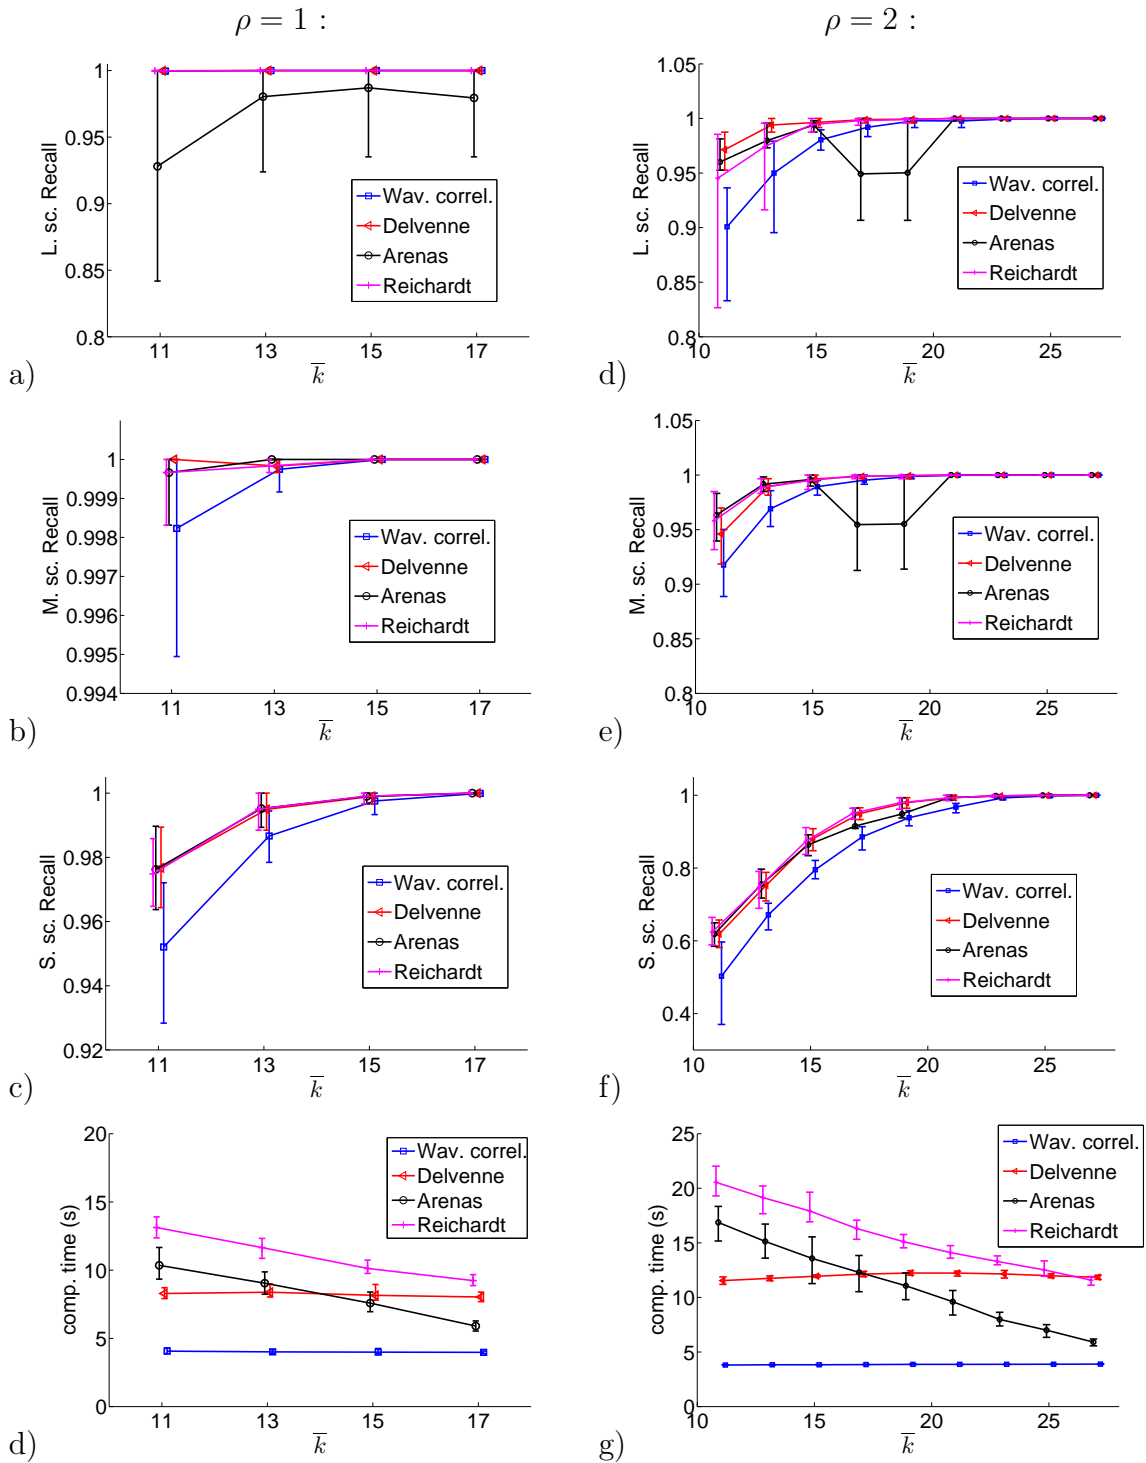 ρ = 1 :
ρ = 2 :
1
0.95
0.9
0.85
0.8
L. sc. Recall
Wav. correl.
Delvenne
Arenas
Reichardt
11 13 15 17
k̅
a)
1.05
1
0.95
0.9
0.85
0.8
L. sc. Recall
Wav. correl.
Delvenne
Arenas
Reichardt
10 15 20 25
k̅
d)
1
0.999
0.998
0.997
0.996
0.995
0.994
M. sc. Recall
Wav. correl.
Delvenne
Arenas
Reichardt
11 13 15 17
k̅
b)
1.05
1
0.95
0.9
0.85
0.8
M. sc. Recall
Wav. correl.
Delvenne
Arenas
Reichardt
10 15 20 25
k̅
e)
1
0.98
0.96
0.94
0.92
S. sc. Recall
Wav. correl.
Delvenne
Arenas
Reichardt
11 13 15 17
k̅
c)
1
0.8
0.6
0.4
S. sc. Recall
Wav. correl.
Delvenne
Arenas
Reichardt
10 15 20 25
k̅
f)
20
15
10
5
0
comp. time (s)
Wav. correl.
Delvenne
Arenas
Reichardt
11 13 15 17
k̅
d)
25
20
15
10
5
0
comp. time (s)
Wav. correl.
Delvenne
Arenas
Reichardt
10 15 20 25
k̅
g)